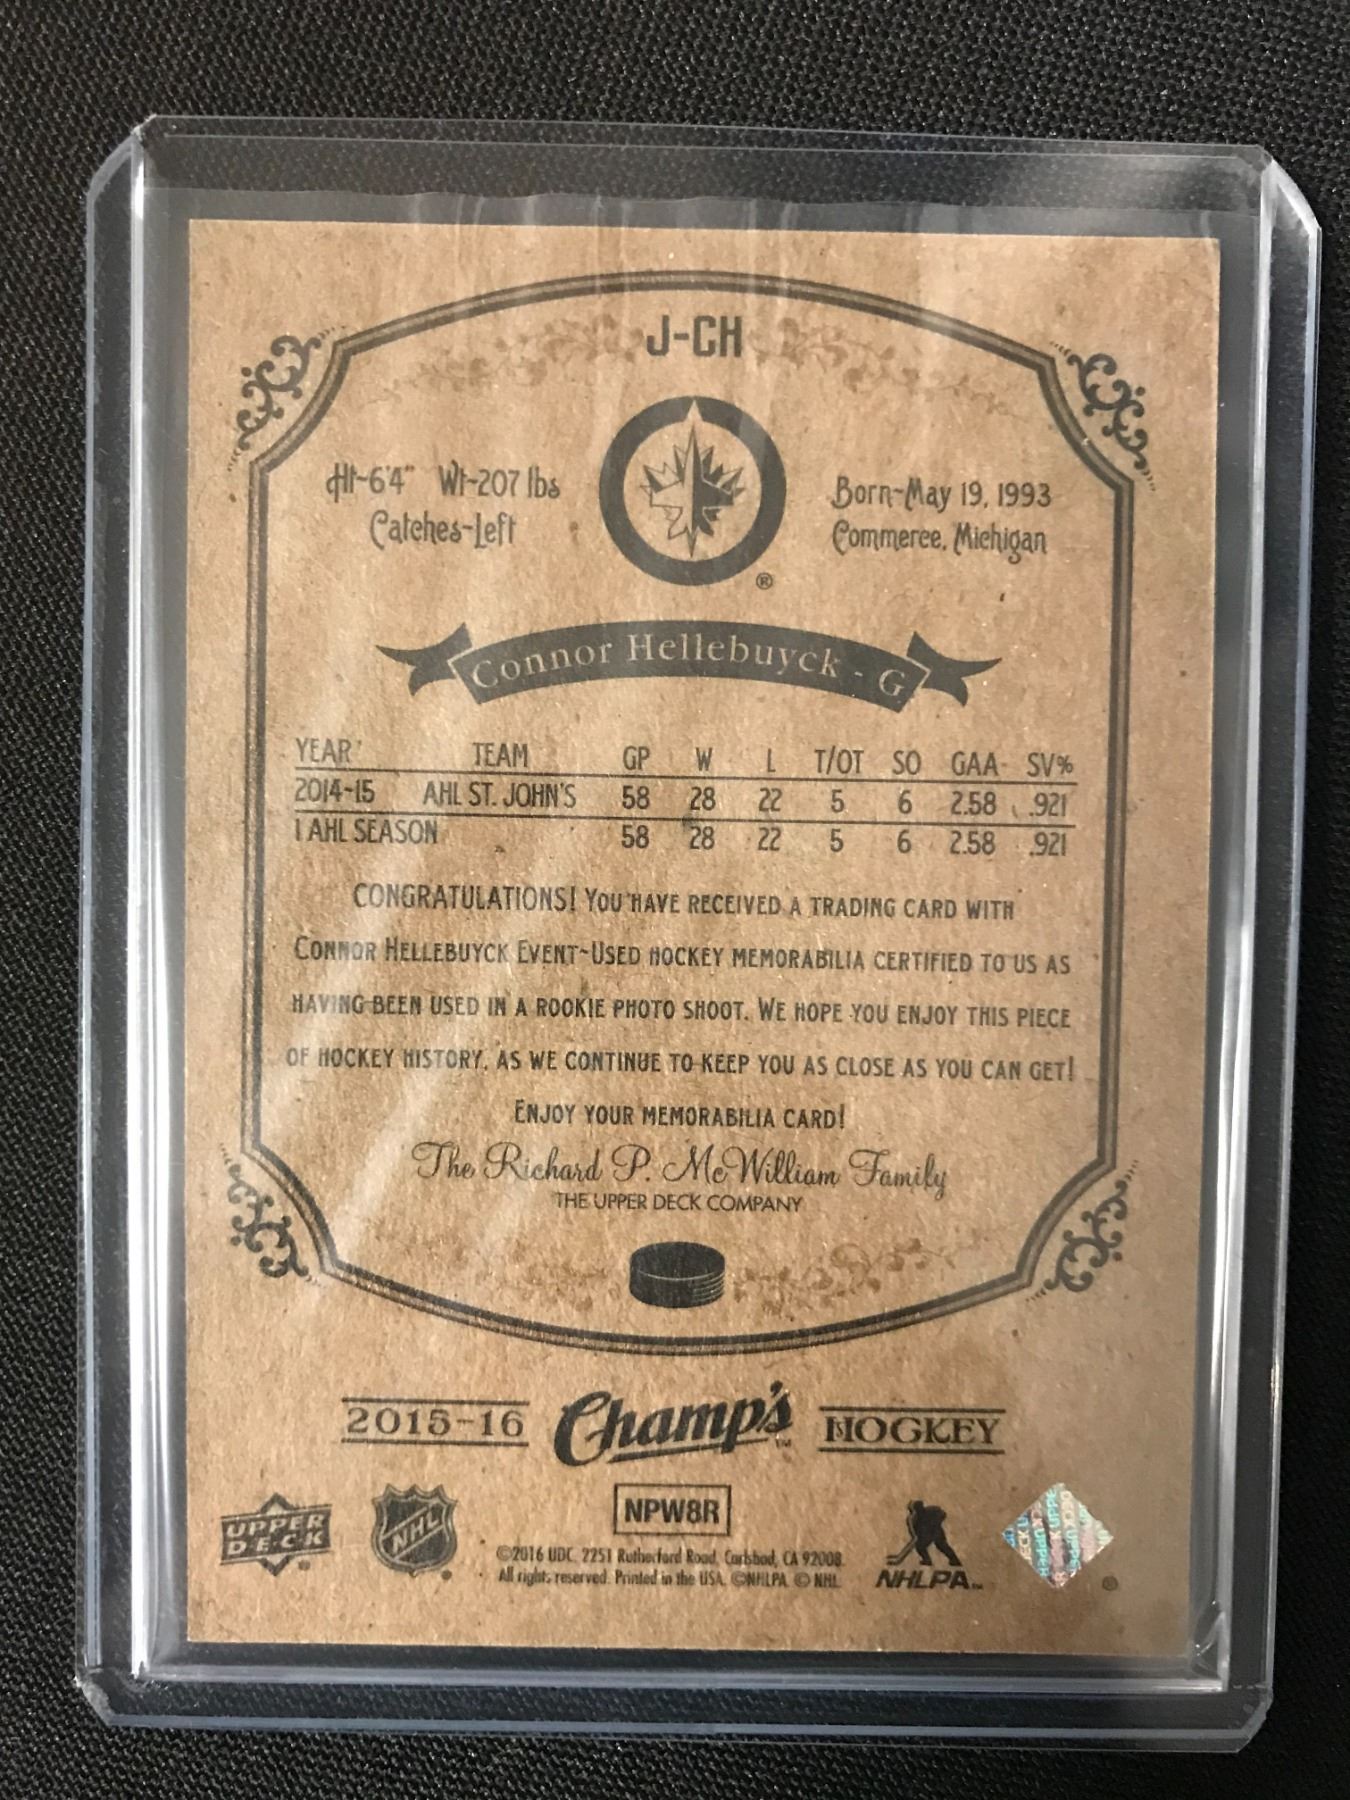 J-CH
Ht~6'4" Wt~207 lbs
Catches~Left
®
Born~May 19, 1993
Commerce, Michigan
Connor Hellebuyck - G
YEAR TEAM GP W L T/OT SO GAA SV%
2014~15 AHL ST. JOHN'S 58 28 22 5 6 2.58 .921
1 AHL SEASON 58 28 22 5 6 2.58 .921
CONGRATULATIONS! YOU HAVE RECEIVED A TRADING CARD WITH
CONNOR HELLEBUYCK EVENT~USED HOCKEY MEMORABILIA CERTIFIED TO US AS
HAVING BEEN USED IN A ROOKIE PHOTO SHOOT. WE HOPE YOU ENJOY THIS PIECE
OF HOCKEY HISTORY, AS WE CONTINUE TO KEEP YOU AS CLOSE AS YOU CAN GET!
ENJOY YOUR MEMORABILIA CARD!
The Richard P. McWilliam Family
THE UPPER DECK COMPANY
2015-16 Champ's™ HOCKEY
UPPER
DECK®
NHL
NPW8R
©2016 UDC, 2251 Rutherford Road, Carlsbad, CA 92008.
All rights reserved. Printed in the USA. ©NHLPA © NHL
NHLPA™
®